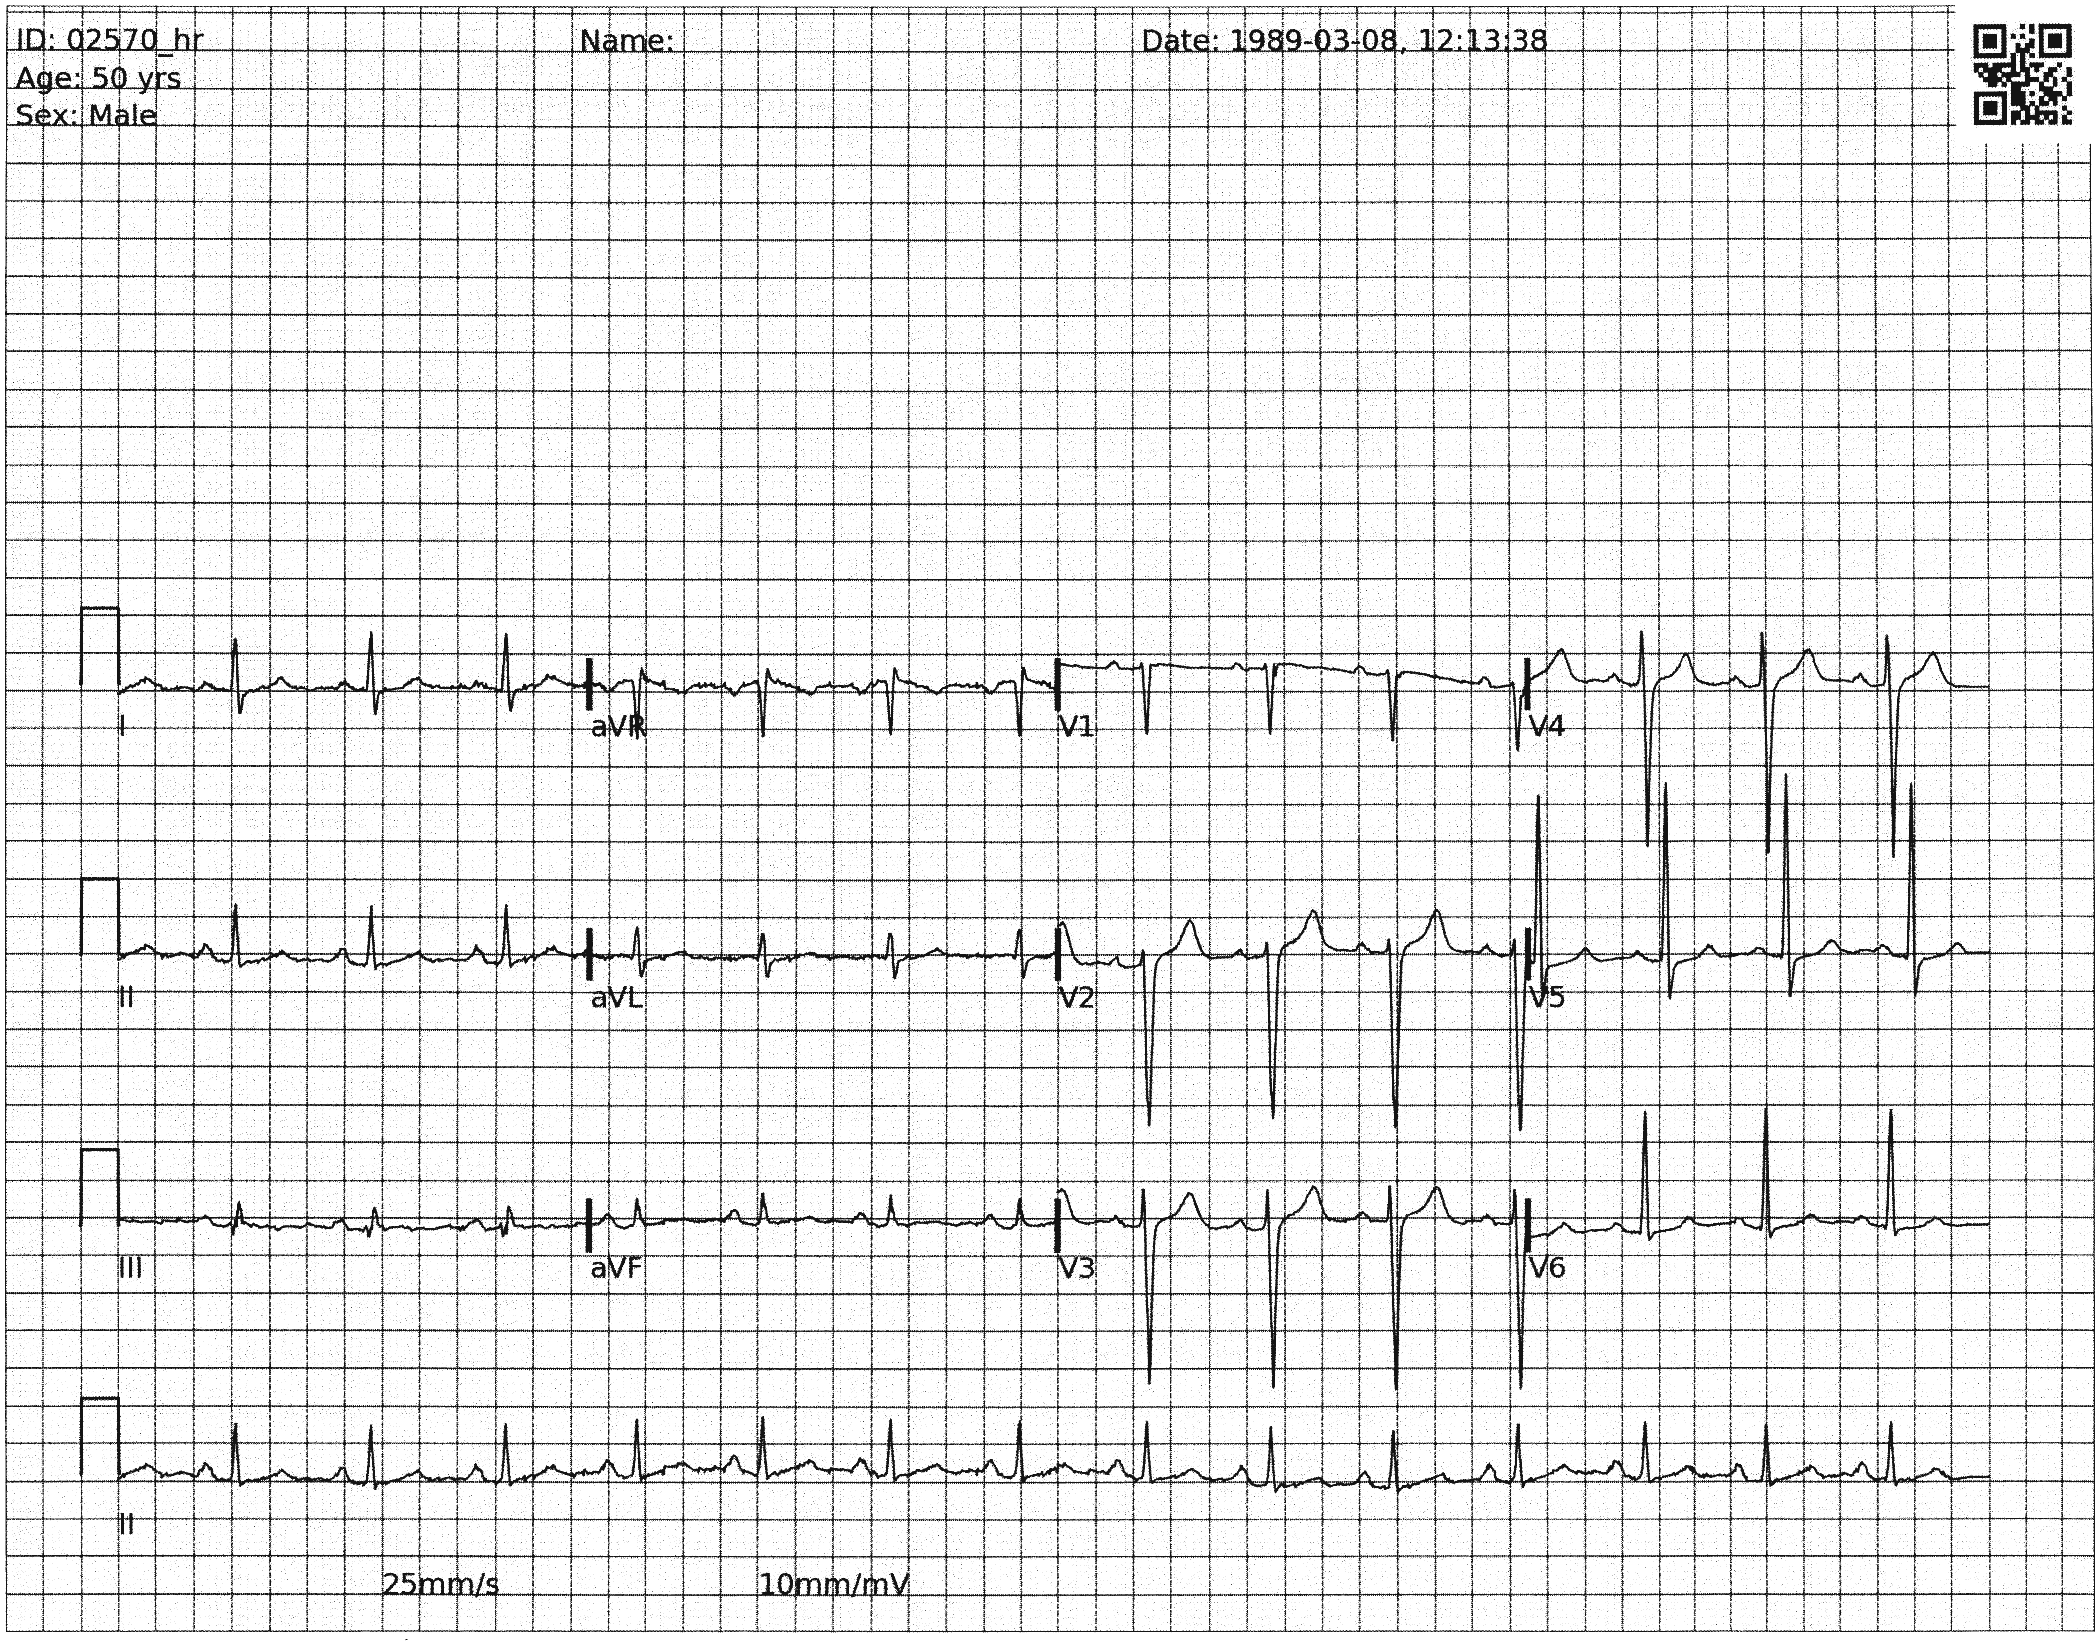 ID: 02570_hr
Name:
Date: 1989-03-08, 12:13:38
Age: 50 yrs
Sex: Male
I
aVR
V1
V4
II
aVL
V2
V5
III
aVF
V3
V6
II
25mm/s
10mm/mV